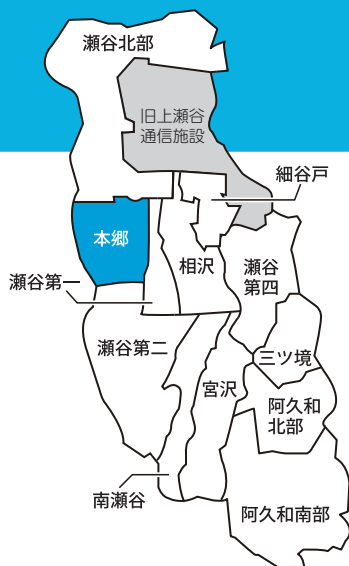 瀬谷北部
旧上瀬谷
通信施設
細谷戸
本郷
相沢
瀬谷
第四
瀬谷第一
瀬谷第二
三ツ境
宮沢
阿久和
北部
南瀬谷
阿久和南部